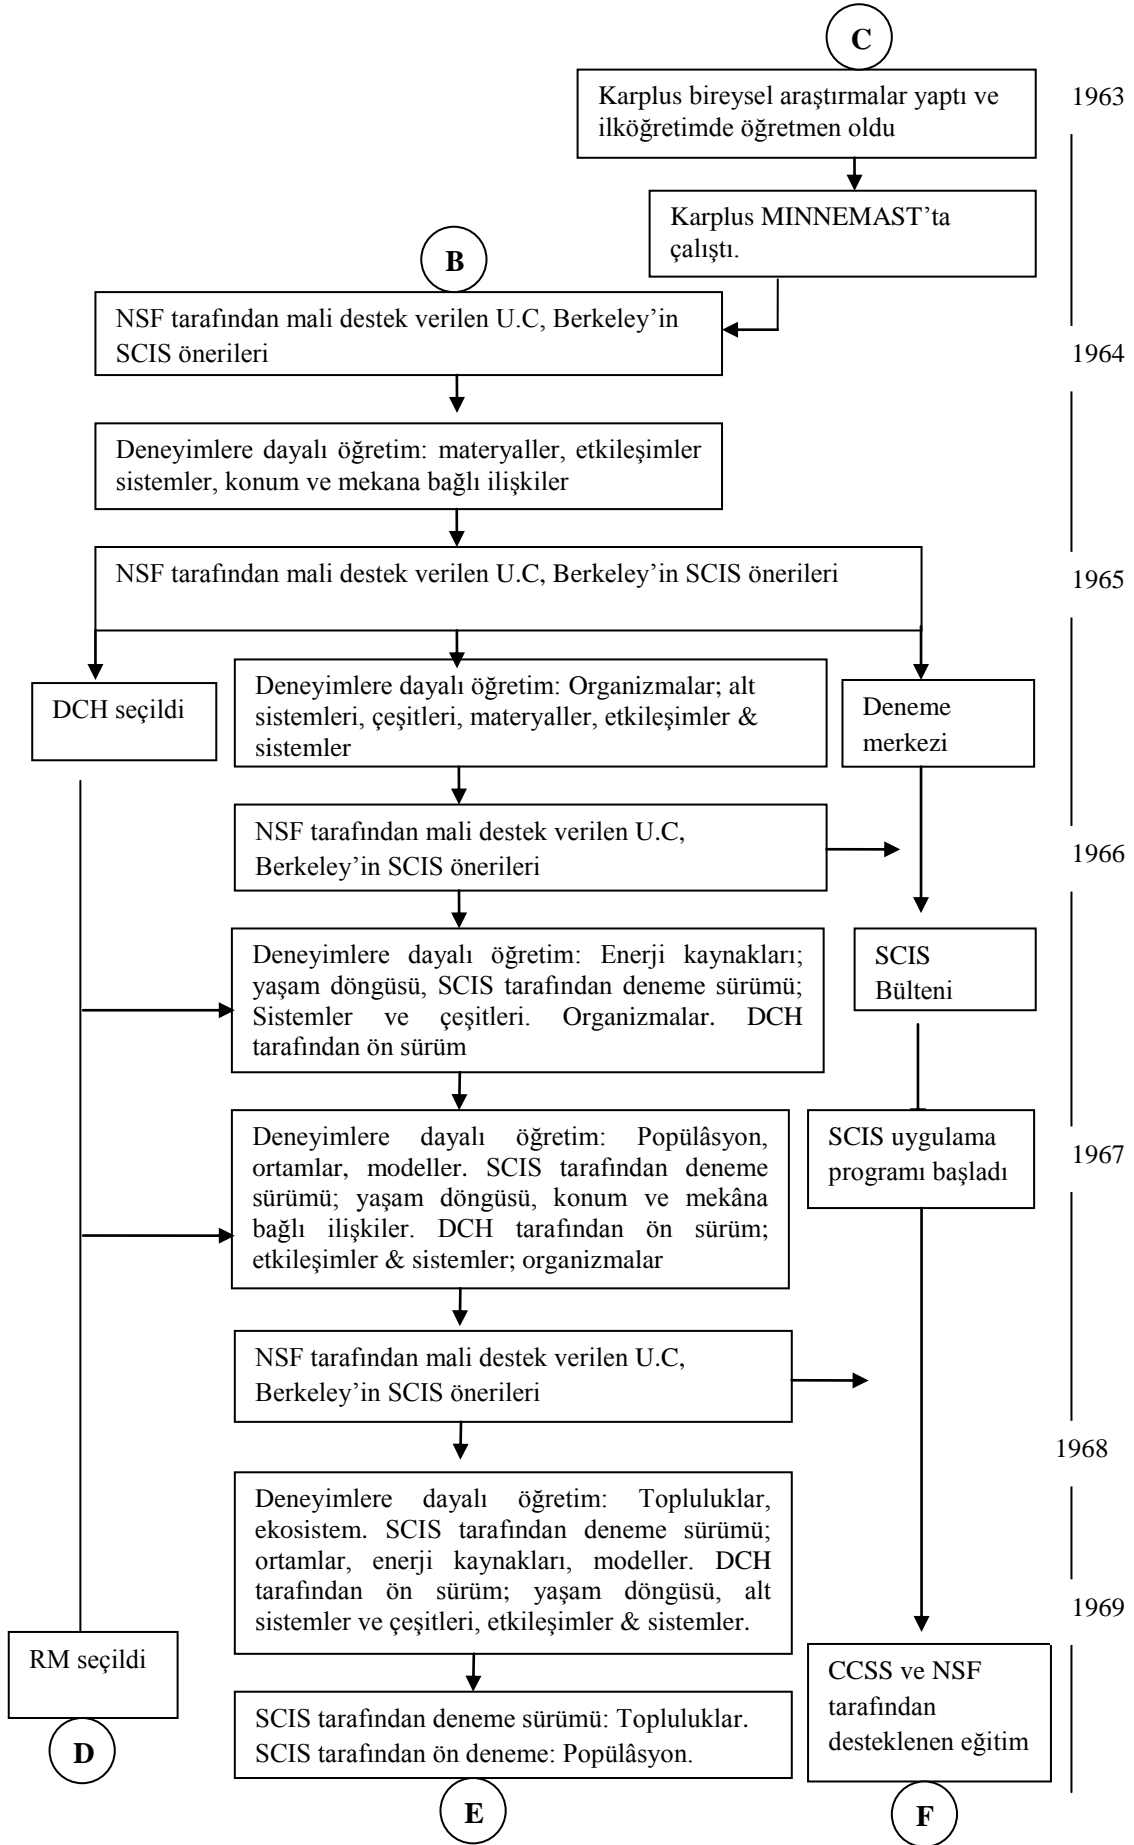 C
Karplus bireysel araştırmalar yaptı ve
ilköğretimde öğretmen oldu
1963
Karplus MINNEMAST’ta
çalıştı.
B
NSF tarafından mali destek verilen U.C, Berkeley’in
SCIS önerileri
1964
Deneyimlere dayalı öğretim: materyaller, etkileşimler
sistemler, konum ve mekana bağlı ilişkiler
NSF tarafından mali destek verilen U.C, Berkeley’in SCIS önerileri
1965
DCH seçildi
Deneyimlere dayalı öğretim: Organizmalar; alt
sistemleri, çeşitleri, materyaller, etkileşimler &
sistemler
Deneme
merkezi
NSF tarafından mali destek verilen U.C,
Berkeley’in SCIS önerileri
1966
Deneyimlere dayalı öğretim: Enerji kaynakları;
yaşam döngüsü, SCIS tarafından deneme sürümü;
Sistemler ve çeşitleri. Organizmalar. DCH
tarafından ön sürüm
SCIS
Bülteni
Deneyimlere dayalı öğretim: Popülâsyon,
ortamlar, modeller. SCIS tarafından deneme
sürümü; yaşam döngüsü, konum ve mekâna
bağlı ilişkiler. DCH tarafından ön sürüm;
etkileşimler & sistemler; organizmalar
SCIS uygulama
programı başladı
1967
NSF tarafından mali destek verilen U.C,
Berkeley’in SCIS önerileri
1968
Deneyimlere dayalı öğretim: Topluluklar,
ekosistem. SCIS tarafından deneme sürümü;
ortamlar, enerji kaynakları, modeller. DCH
tarafından ön sürüm; yaşam döngüsü, alt
sistemler ve çeşitleri, etkileşimler & sistemler.
1969
RM seçildi
CCSS ve NSF
tarafından
desteklenen eğitim
SCIS tarafından deneme sürümü: Topluluklar.
SCIS tarafından ön deneme: Popülâsyon.
D
E
F